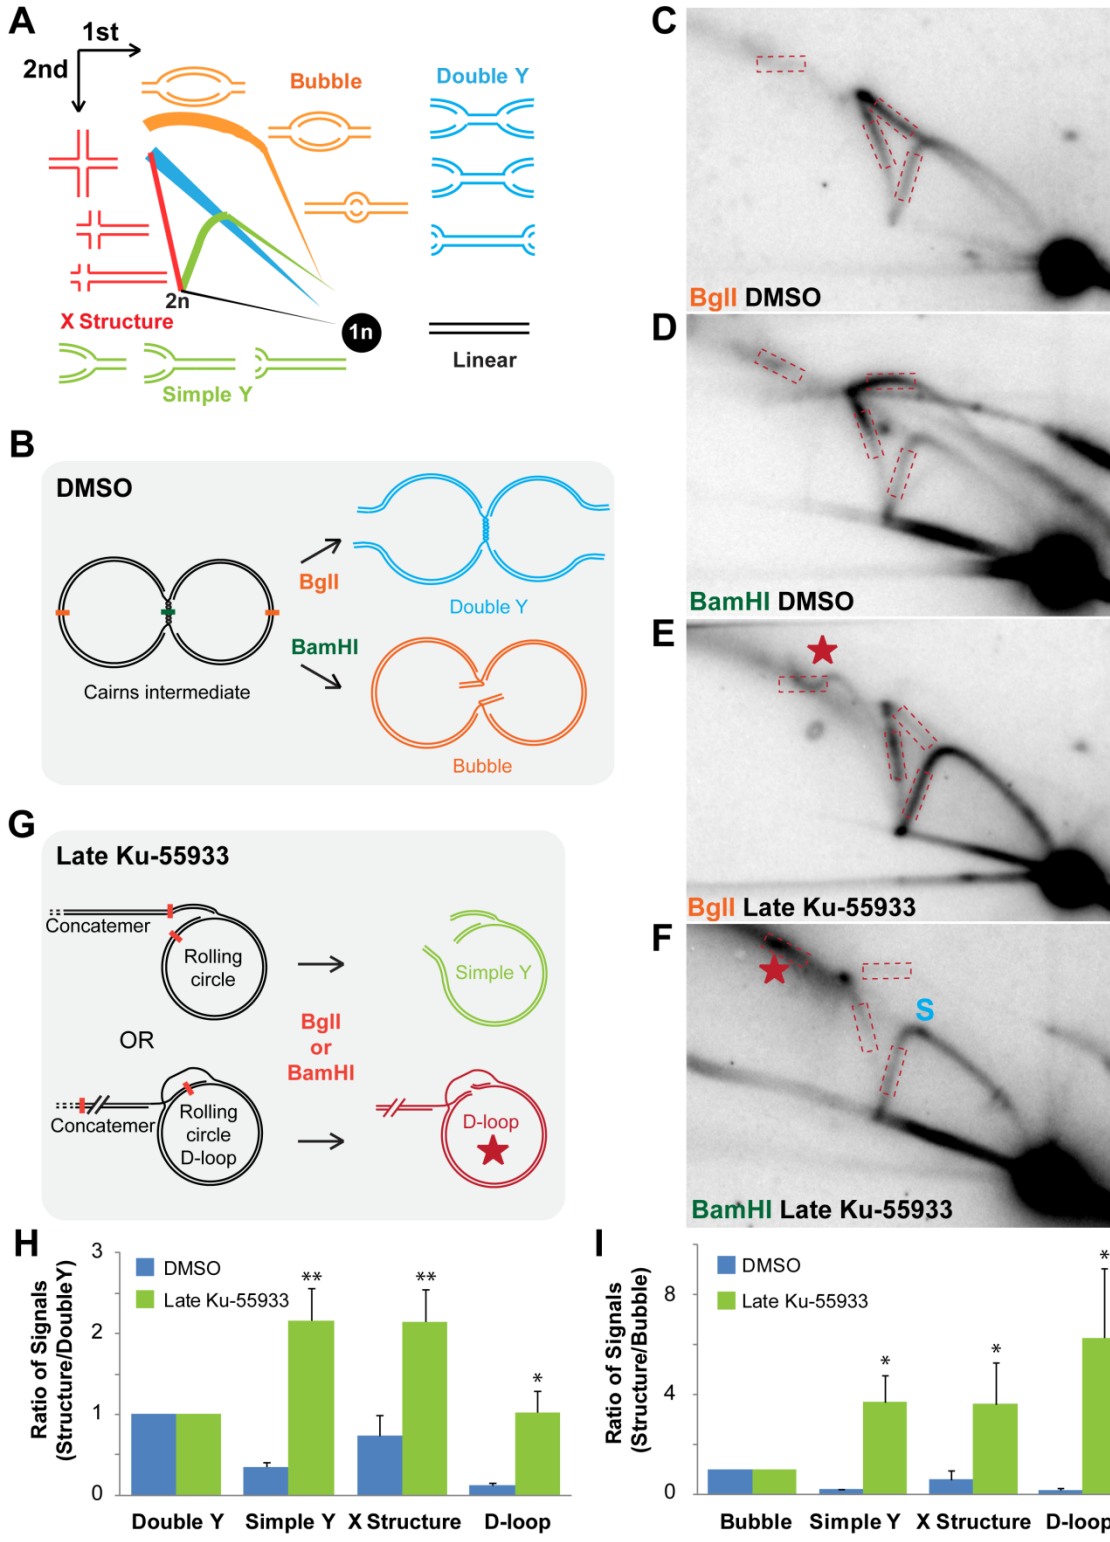 A
1st
2nd
Bubble
Double Y
2n
1n
X Structure
Linear
Simple Y
B
DMSO
BglI
BamHI
Cairns intermediate
Double Y
Bubble
C
BglI DMSO
D
BamHI DMSO
E
BglI Late Ku-55933
F
S
BamHI Late Ku-55933
G
Late Ku-55933
Concatemer
Rolling
circle
Simple Y
OR
BglI
or
BamHI
Concatemer
Rolling
circle
D-loop
D-loop
H
Ratio of Signals
(Structure/DoubleY)
3
2
1
0
DMSO
Late Ku-55933
**
**
*
Double Y Simple Y X Structure D-loop
I
Ratio of Signals
(Structure/Bubble)
8
4
0
DMSO
Late Ku-55933
*
*
*
Bubble Simple Y X Structure D-loop